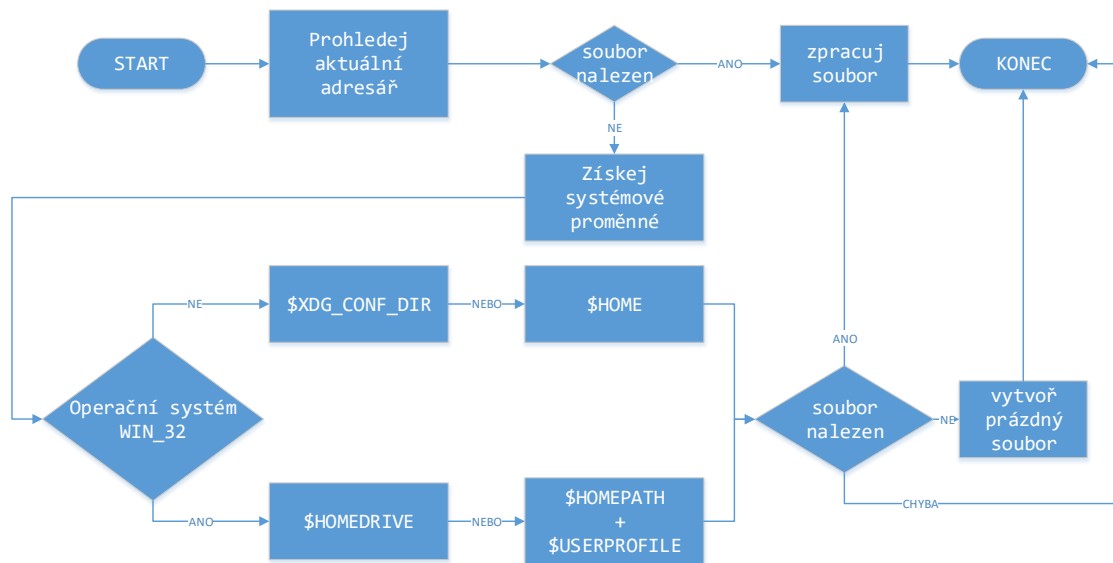 START
Prohledej
aktuální
adresář
soubor
nalezen
ANO
zpracuj
soubor
KONEC
NE
Získej
systémové
proměnné
NE
$XDG_CONF_DIR
NEBO
$HOME
ANO
Operační systém
WIN_32
soubor
nalezen
NE
vytvoř
prázdný
soubor
ANO
$HOMEDRIVE
NEBO
$HOMEPATH
+
$USERPROFILE
CHYBA